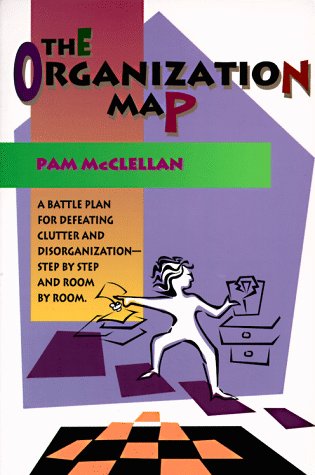 THE
ORGANIZATION
MAP
PAM McCLELLAN
A BATTLE PLAN
FOR DEFEATING
CLUTTER AND
DISORGANIZATION—
STEP BY STEP
AND ROOM
BY ROOM.